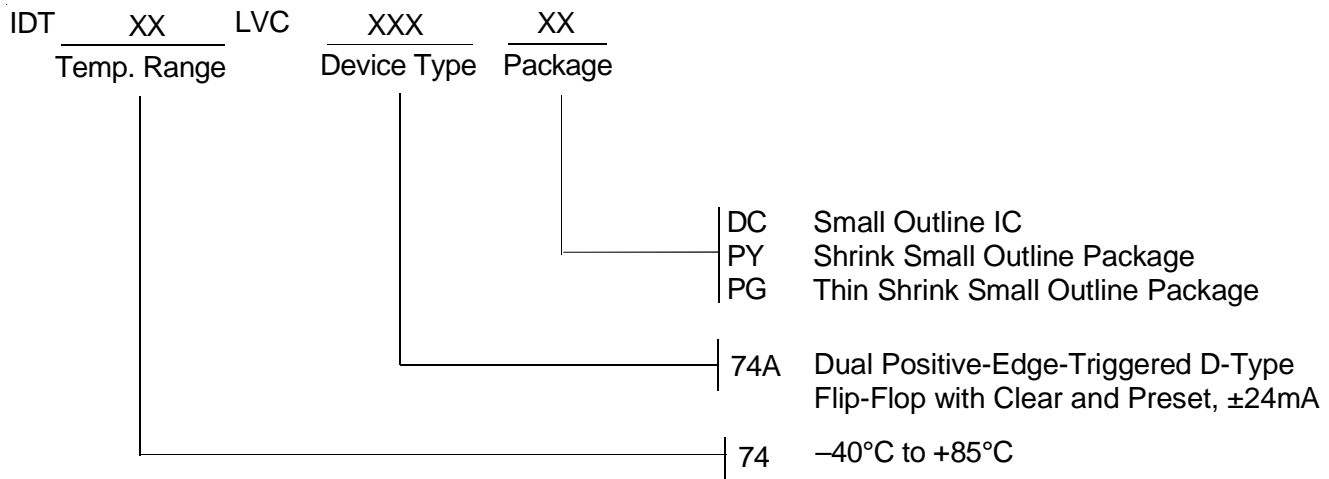 IDT XX LVC XXX XX
Temp. Range Device Type Package
DC Small Outline IC
PY Shrink Small Outline Package
PG Thin Shrink Small Outline Package
74A Dual Positive-Edge-Triggered D-Type
Flip-Flop with Clear and Preset, ±24mA
74 –40°C to +85°C